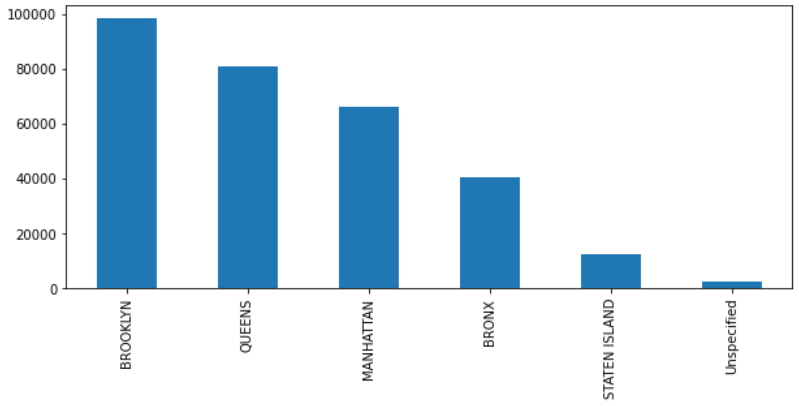 100000
80000
60000
40000
20000
0
BROOKLYN
QUEENS
MANHATTAN
BRONX
STATEN ISLAND
Unspecified